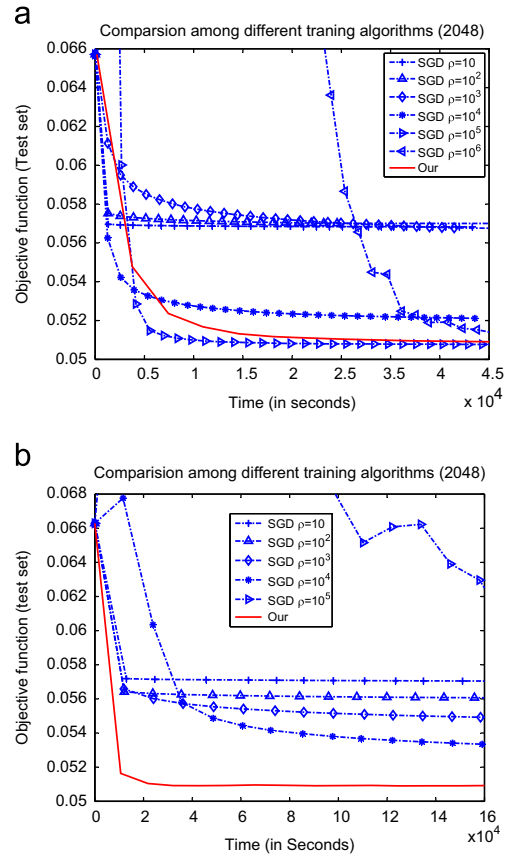 a
Comparsion among different traning algorithms (2048)
0.066
0.064
0.062
0.06
0.058
0.056
0.054
0.052
0.05
Objective function (Test set)
SGD ρ=10
SGD ρ=10²
SGD ρ=10³
SGD ρ=10⁴
SGD ρ=10⁵
SGD ρ=10⁶
Our
0 0.5 1 1.5 2 2.5 3 3.5 4 4.5
x 10⁴
Time (in seconds)
b
Comparision among different training algorithms (2048)
0.068
0.066
0.064
0.062
0.06
0.058
0.056
0.054
0.052
0.05
Objective function (test set)
SGD ρ=10
SGD ρ=10²
SGD ρ=10³
SGD ρ=10⁴
SGD ρ=10⁵
Our
0 2 4 6 8 10 12 14 16
x10⁴
Time (in Seconds)